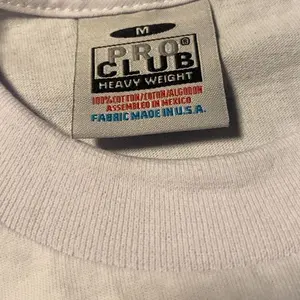 M
PRO®
CLUB
HEAVY WEIGHT
100%COTTON/COTON/ALGODON
ASSEMBLED IN MEXICO
FABRIC MADE IN U.S.A.